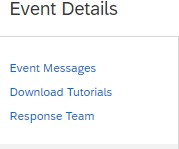 Event Details
Event Messages
Download Tutorials
Response Team